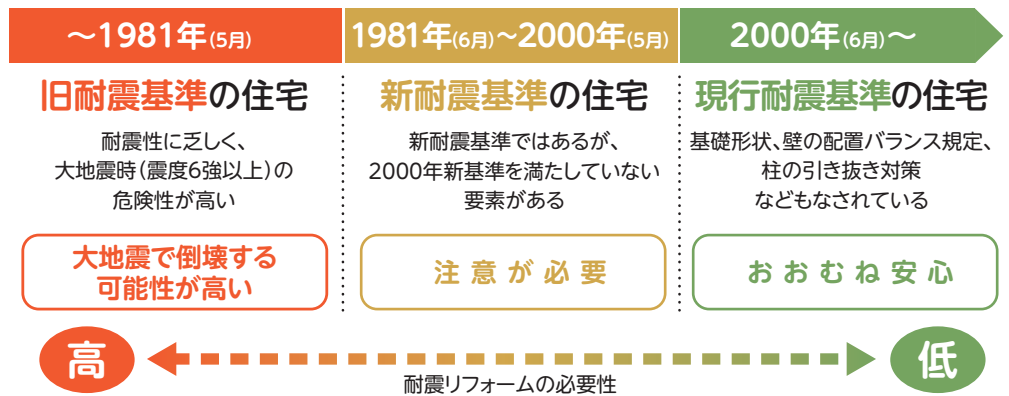 ～1981年(5月)
1981年(6月)～2000年(5月)
2000年(6月)～
旧耐震基準の住宅
耐震性に乏しく、
大地震時(震度6強以上)の
危険性が高い
大地震で倒壊する
可能性が高い
新耐震基準の住宅
新耐震基準ではあるが、
2000年新基準を満たしていない
要素がある
注意が必要
現行耐震基準の住宅
基礎形状、壁の配置バランス規定、
柱の引き抜き対策
などもなされている
おおむね安心
高
低
耐震リフォームの必要性